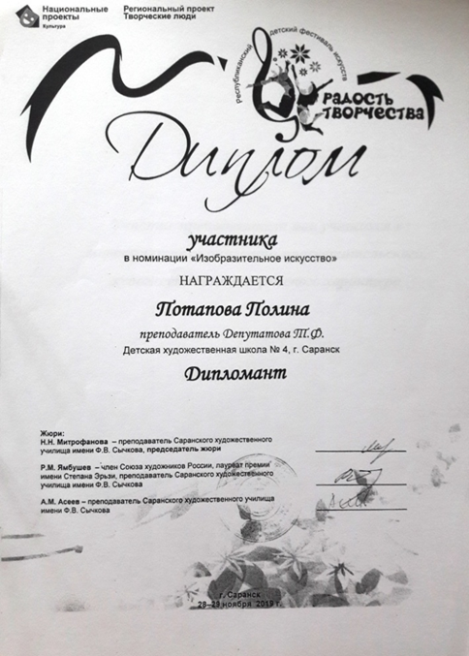 Национальные проекты
Культура
Региональный проект
Творческие люди
Республиканский детский фестиваль искусств
РАДОСТЬ
ТВОРЧЕСТВА
Диплом
участника
в номинации «Изобразительное искусство»
НАГРАЖДАЕТСЯ
Потапова Полина
преподаватель Депутатова Т.Ф.
Детская художественная школа № 4, г. Саранск
Дипломант
Жюри:
Н.Н. Митрофанова – преподаватель Саранского художественного
училища имени Ф.В. Сычкова, председатель жюри
Р.М. Ямбушев – член Союза художников России, лауреат премии
имени Степана Эрьзи, преподаватель Саранского художественного
училища имени Ф.В. Сычкова
А.М. Асеев – преподаватель Саранского художественного училища
имени Ф.В. Сычкова
г. Саранск
ноября 2019 г.